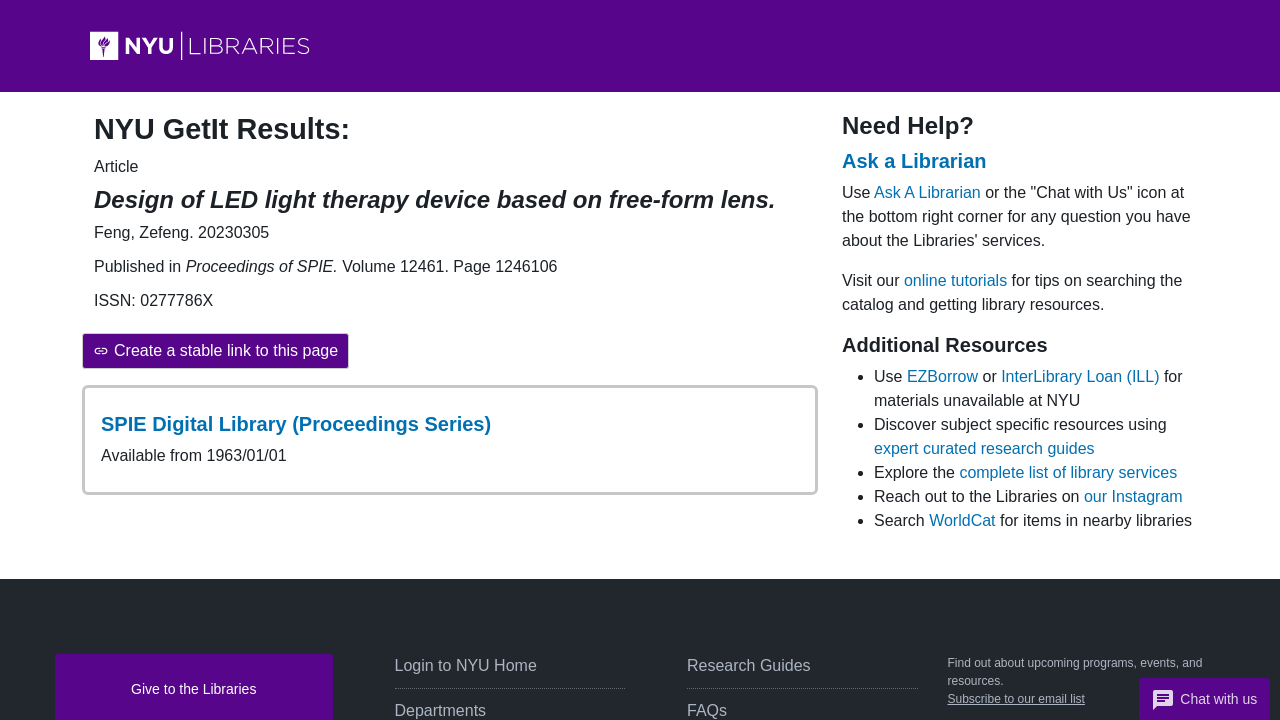 NYU LIBRARIES
NYU GetIt Results:
Article
Design of LED light therapy device based on free-form lens.
Feng, Zefeng. 20230305
Published in Proceedings of SPIE. Volume 12461. Page 1246106
ISSN: 0277786X
Create a stable link to this page
SPIE Digital Library (Proceedings Series)
Available from 1963/01/01
Need Help?
Ask a Librarian
Use Ask A Librarian or the "Chat with Us" icon at
the bottom right corner for any question you have
about the Libraries' services.
Visit our online tutorials for tips on searching the
catalog and getting library resources.
Additional Resources
Use EZBorrow or InterLibrary Loan (ILL) for
materials unavailable at NYU
Discover subject specific resources using
expert curated research guides
Explore the complete list of library services
Reach out to the Libraries on our Instagram
Search WorldCat for items in nearby libraries
Give to the Libraries
Login to NYU Home
Departments
Research Guides
FAQs
Find out about upcoming programs, events, and
resources.
Subscribe to our email list
Chat with us